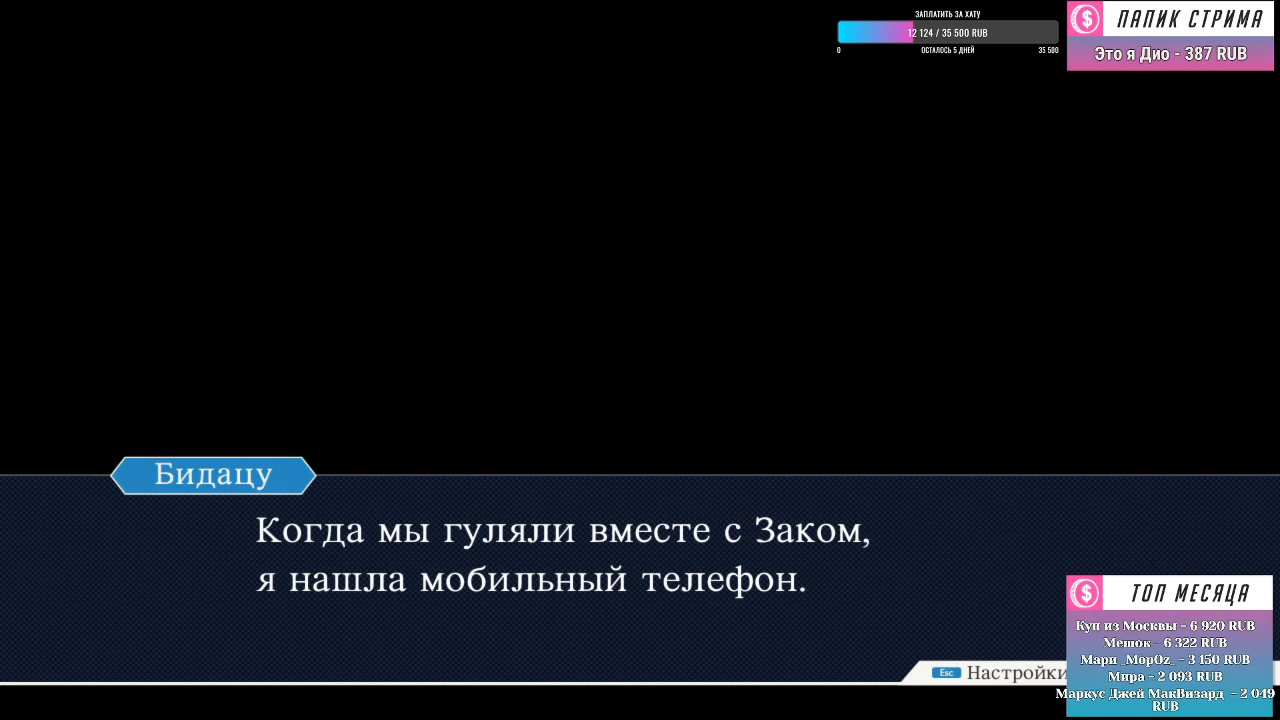 ЗАПЛАТИТЬ ЗА ХАТУ
12 124 / 35 500 RUB
0 ОСТАЛОСЬ 5 ДНЕЙ 35 500
ПАПИК СТРИМА
Это я Дио - 387 RUB
Бидацу
Когда мы гуляли вместе с Заком,
я нашла мобильный телефон.
Esc Настройки
ТОП МЕСЯЦА
Куп из Москвы - 6 920 RUB
Мешок - 6 322 RUB
Мари_МорOz_ - 3 150 RUB
Мира - 2 093 RUB
Маркус Джей МакВизард - 2 049
RUB